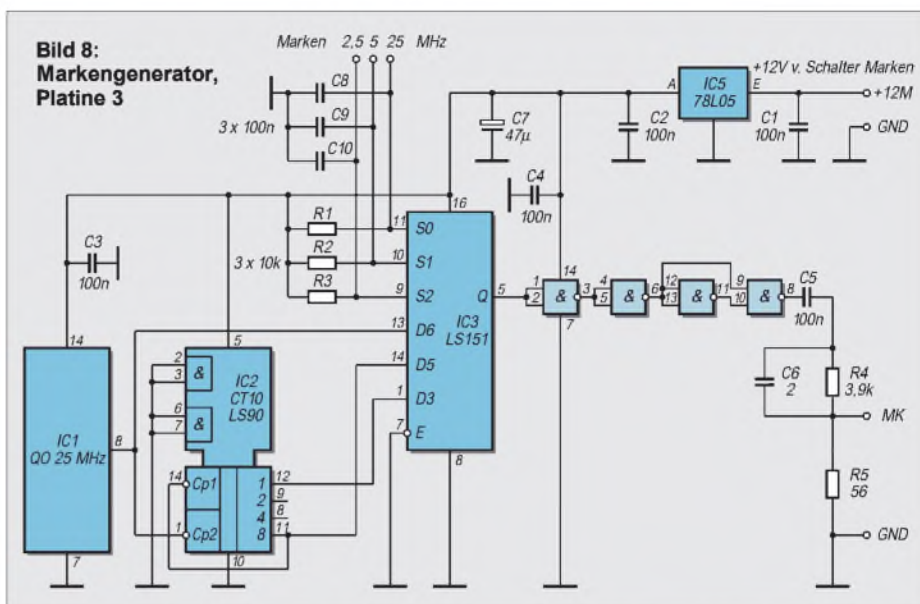 Bild 8:
Markengenerator,
Platine 3
Marken 2,5 5 25 MHz
C8
3 x 100n
C9
C10
C7
47µ
C2
100n
A
IC5
78L05
E
+12V v. Schalter Marken
C1
100n
+12M
GND
C4
100n
C3
100n
R1
3 x 10k
R2
R3
16
11
10
9
13
14
1
7
S0
S1
S2
D6
D5
D3
E
Q
5
IC3
LS151
8
1
2
14
&
7
3
4
5
&
6
12
13
&
11
9
10
&
8
C5
100n
C6
2
R4
3,9k
MK
R5
56
GND
14
IC1
QO 25 MHz
8
7
5
2
3
&
6
7
&
IC2
CT10
LS90
14
Cp1
1
Cp2
1
12
2
9
4
8
8
11
10